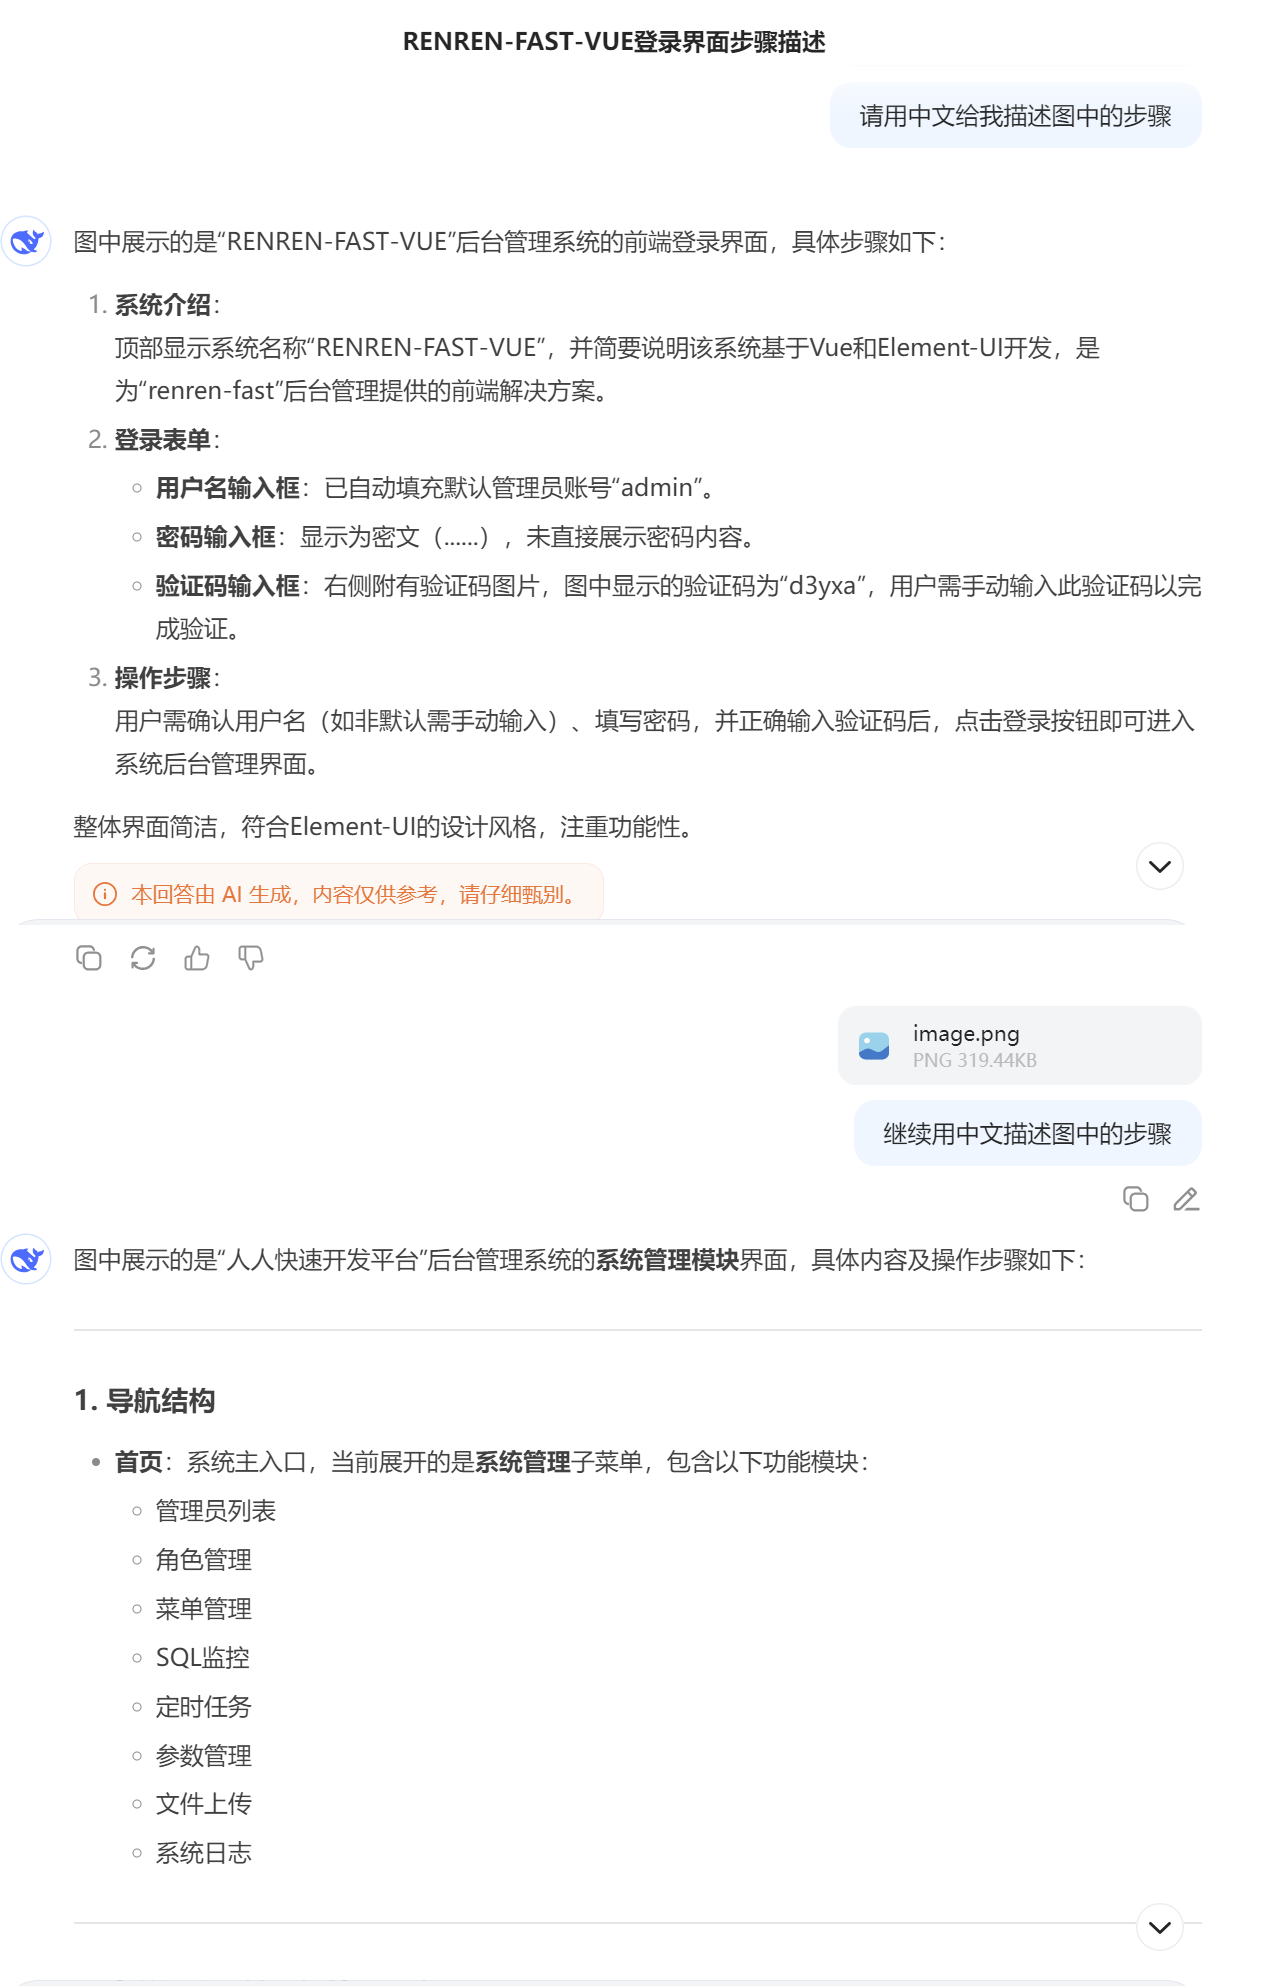 RENREN-FAST-VUE登录界面步骤描述
请用中文给我描述图中的步骤
图中展示的是“RENREN-FAST-VUE”后台管理系统的前端登录界面，具体步骤如下：
1. 系统介绍：
顶部显示系统名称“RENREN-FAST-VUE”，并简要说明该系统基于Vue和Element-UI开发，是
为“renren-fast”后台管理提供的前端解决方案。
2. 登录表单：
用户名输入框：已自动填充默认管理员账号“admin”。
密码输入框：显示为密文（......），未直接展示密码内容。
验证码输入框：右侧附有验证码图片，图中显示的验证码为“d3yxa”，用户需手动输入此验证码以完
成验证。
3. 操作步骤：
用户需确认用户名（如非默认需手动输入）、填写密码，并正确输入验证码后，点击登录按钮即可进入
系统后台管理界面。
整体界面简洁，符合Element-UI的设计风格，注重功能性。
本回答由 AI 生成，内容仅供参考，请仔细甄别。
image.png
PNG 319.44KB
继续用中文描述图中的步骤
图中展示的是“人人快速开发平台”后台管理系统的系统管理模块界面，具体内容及操作步骤如下：
1. 导航结构
首页：系统主入口，当前展开的是系统管理子菜单，包含以下功能模块：
管理员列表
角色管理
菜单管理
SQL监控
定时任务
参数管理
文件上传
系统日志